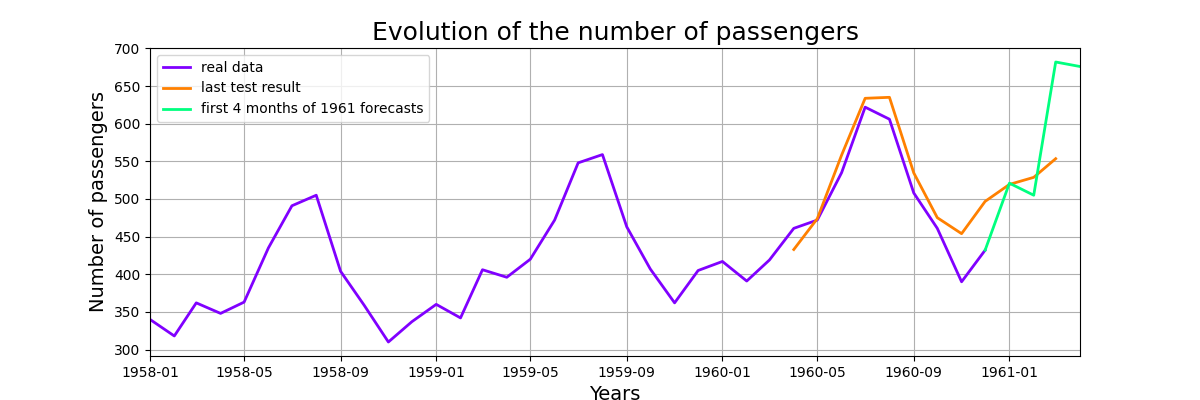 Evolution of the number of passengers
real data
last test result
first 4 months of 1961 forecasts
Number of passengers
700
650
600
550
500
450
400
350
300
1958-01 1958-05 1958-09 1959-01 1959-05 1959-09 1960-01 1960-05 1960-09 1961-01
Years